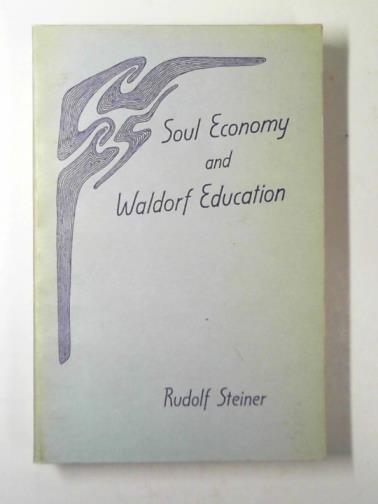 Soul Economy
and
Waldorf Education
Rudolf Steiner